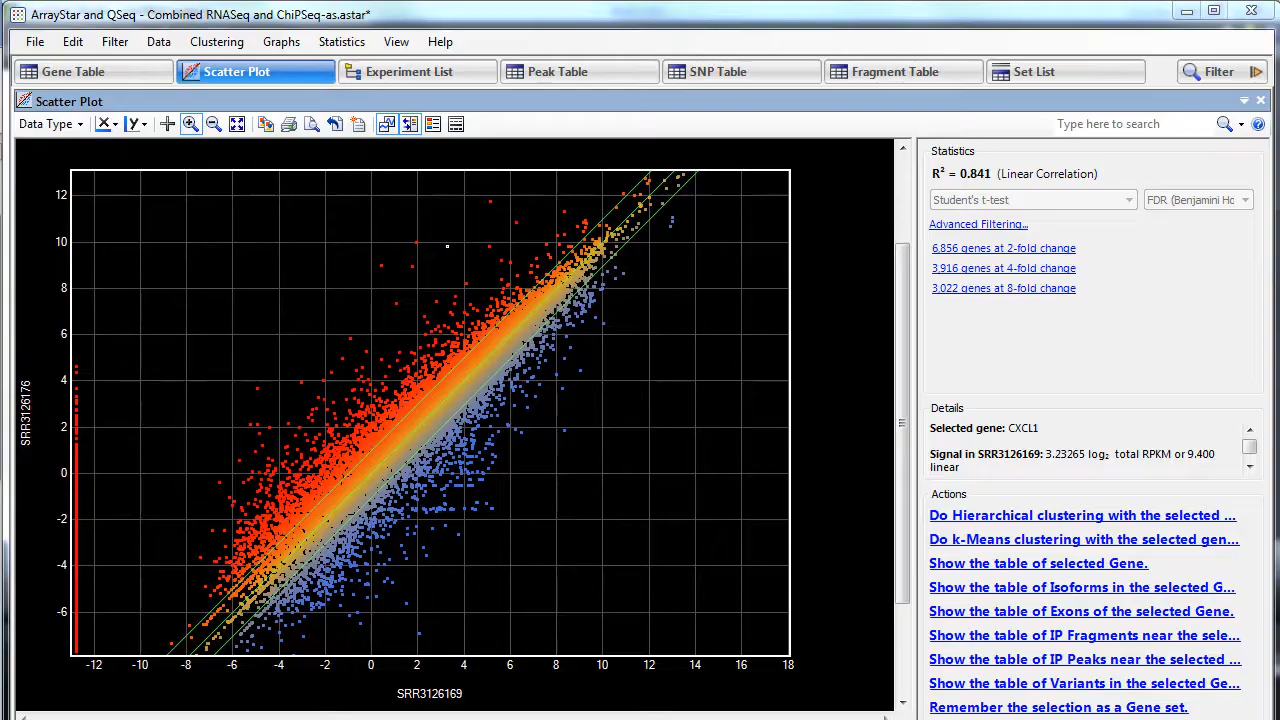 ArrayStar and QSeq - Combined RNASeq and ChiPSeq-as.astar*
File Edit Filter Data Clustering Graphs Statistics View Help
Gene Table Scatter Plot Experiment List Peak Table SNP Table Fragment Table Set List Filter
Scatter Plot
Data Type X Y Type here to search
Statistics
R² = 0.841 (Linear Correlation)
Student's t-test FDR (Benjamini Hc
Advanced Filtering...
6,856 genes at 2-fold change
3,916 genes at 4-fold change
3,022 genes at 8-fold change
Details
Selected gene: CXCL1
Signal in SRR3126169: 3.23265 log₂ total RPKM or 9.400
linear
Actions
Do Hierarchical clustering with the selected ...
Do k-Means clustering with the selected gen...
Show the table of selected Gene.
Show the table of Isoforms in the selected G...
Show the table of Exons of the selected Gene.
Show the table of IP Fragments near the sele...
Show the table of IP Peaks near the selected ...
Show the table of Variants in the selected Ge...
Remember the selection as a Gene set.
12
10
8
6
4
2
0
-2
-4
-6
SRR3126176
-12 -10 -8 -6 -4 -2 0 2 4 6 8 10 12 14 16 18
SRR3126169